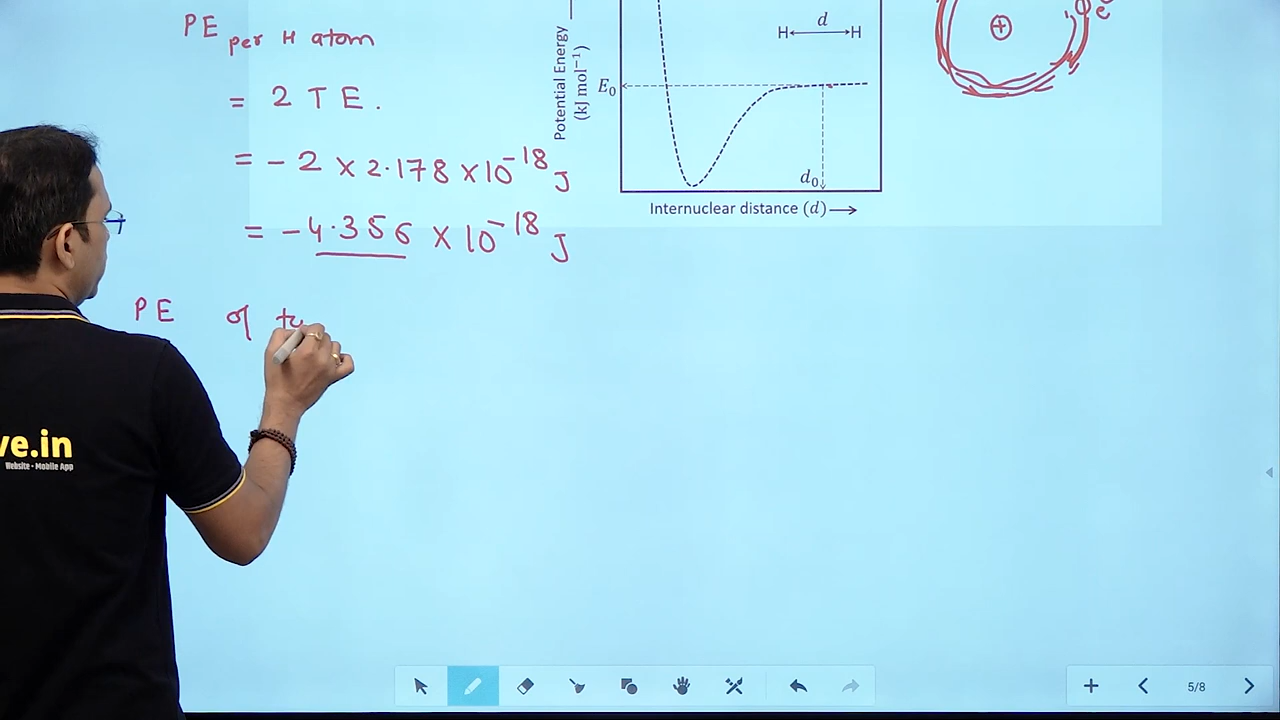 PE per H atom
= 2 TE.
= - 2 × 2.178 × 10⁻¹⁸ J
= - 4.356 × 10⁻¹⁸ J
PE of
Potential Energy
(kJ mol⁻¹)
E₀
d
H H
d₀
Internuclear distance (d)
+
e
ve.in
Website • Mobile App
5/8